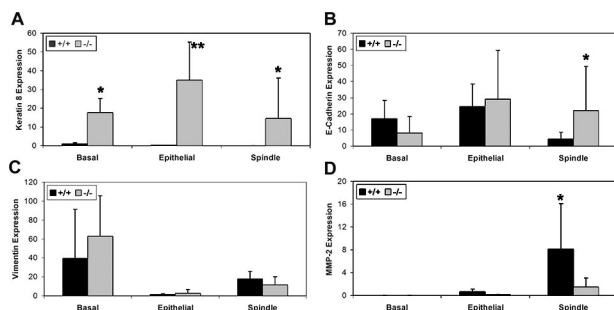 A
+/+ -/-
Keratin 8 Expression
60
50
40
30
20
10
0
* ** *
Basal Epithelial Spindle
B
+/+ -/-
E-Cadherin Expression
70
60
50
40
30
20
10
0
*
Basal Epithelial Spindle
C
+/+ -/-
Vimentin Expression
120
100
80
60
40
20
0
Basal Epithelial Spindle
D
+/+ -/-
MMP-2 Expression
16
12
8
4
0
*
Basal Epithelial Spindle